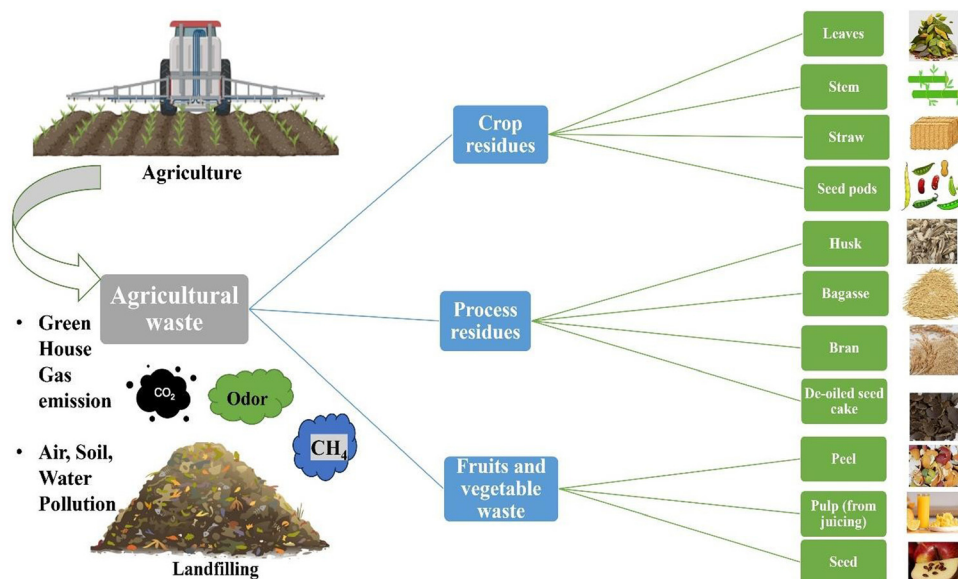 Agriculture
Agricultural
waste
• Green
House
Gas
emission
CO2
Odor
CH4
• Air, Soil,
Water
Pollution
Landfilling
Crop
residues
Process
residues
Fruits and
vegetable
waste
Leaves
Stem
Straw
Seed pods
Husk
Bagasse
Bran
De-oiled seed
cake
Peel
Pulp (from
juicing)
Seed